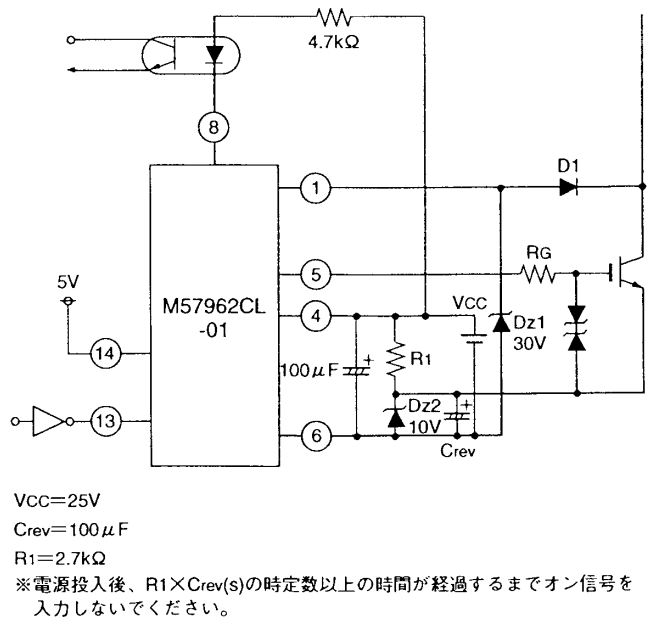 4.7kΩ
8
1
D1
5
RG
5V
M57962CL
-01
4
VCC
Dz1
30V
14
100μF
+
R1
13
Dz2
10V
+
6
Crev
VCC=25V
Crev=100μF
R1=2.7kΩ
※電源投入後、R1×Crev(s)の時定数以上の時間が経過するまでオン信号を
入力しないでください。